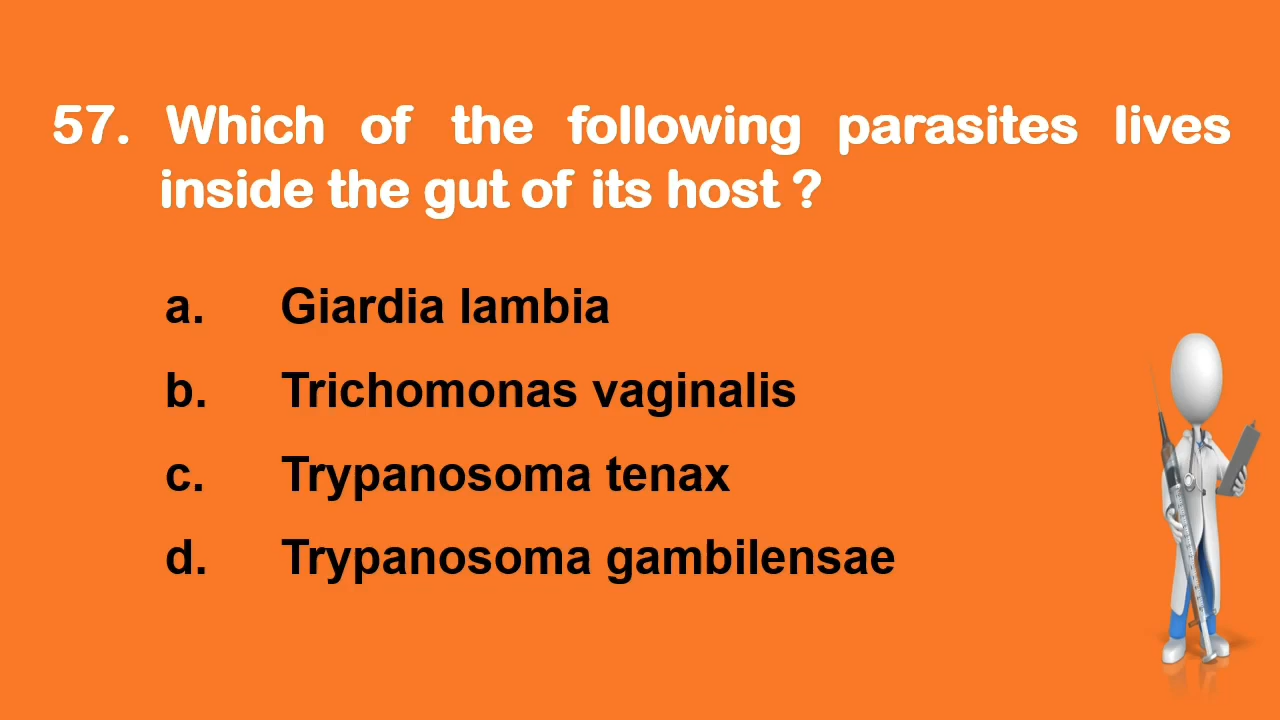 57. Which of the following parasites lives
inside the gut of its host ?
a. Giardia lambia
b. Trichomonas vaginalis
c. Trypanosoma tenax
d. Trypanosoma gambilensae